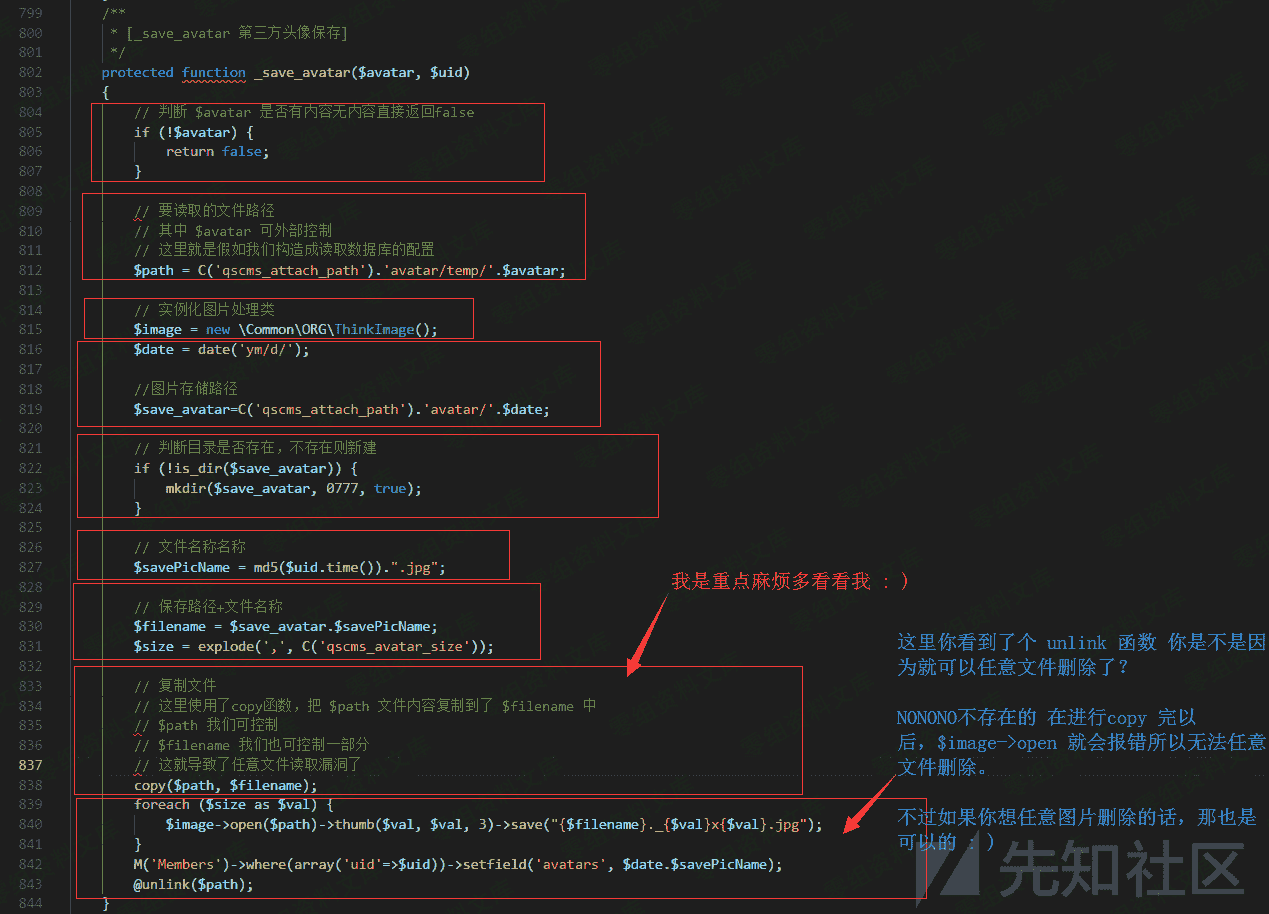 799 /**
800 * [_save_avatar 第三方头像保存]
801 */
802 protected function _save_avatar($avatar, $uid)
803 {
804 // 判断 $avatar 是否有内容无内容直接返回false
805 if (!$avatar) {
806 return false;
807 }
808
809 // 要读取的文件路径
810 // 其中 $avatar 可外部控制
811 // 这里就是假如我们构造成读取数据库的配置
812 $path = C('qscms_attach_path').'avatar/temp/'.$avatar;
813
814 // 实例化图片处理类
815 $image = new \Common\ORG\ThinkImage();
816 $date = date('ym/d/');
817
818 //图片存储路径
819 $save_avatar=C('qscms_attach_path').'avatar/'.$date;
820
821 // 判断目录是否存在，不存在则新建
822 if (!is_dir($save_avatar)) {
823 mkdir($save_avatar, 0777, true);
824 }
825
826 // 文件名称名称
827 $savePicName = md5($uid.time()).".jpg";
828
829 // 保存路径+文件名称
830 $filename = $save_avatar.$savePicName;
831 $size = explode(',', C('qscms_avatar_size'));
832
833 // 复制文件
834 // 这里使用了copy函数，把 $path 文件内容复制到了 $filename 中
835 // $path 我们可控制
836 // $filename 我们也可控制一部分
837 // 这就导致了任意文件读取漏洞了
838 copy($path, $filename);
839 foreach ($size as $val) {
840 $image->open($path)->thumb($val, $val, 3)->save("{$filename}._{$val}x{$val}.jpg");
841 }
842 M('Members')->where(array('uid'=>$uid))->setfield('avatars', $date.$savePicName);
843 @unlink($path);
844 }
我是重点麻烦多看看我 : )
这里你看到了个 unlink 函数 你是不是因
为就可以任意文件删除了？
NONONO不存在的 在进行copy 完以
后，$image->open 就会报错所以无法任意
文件删除。
不过如果你想任意图片删除的话，那也是
可以的 : )
先知社区